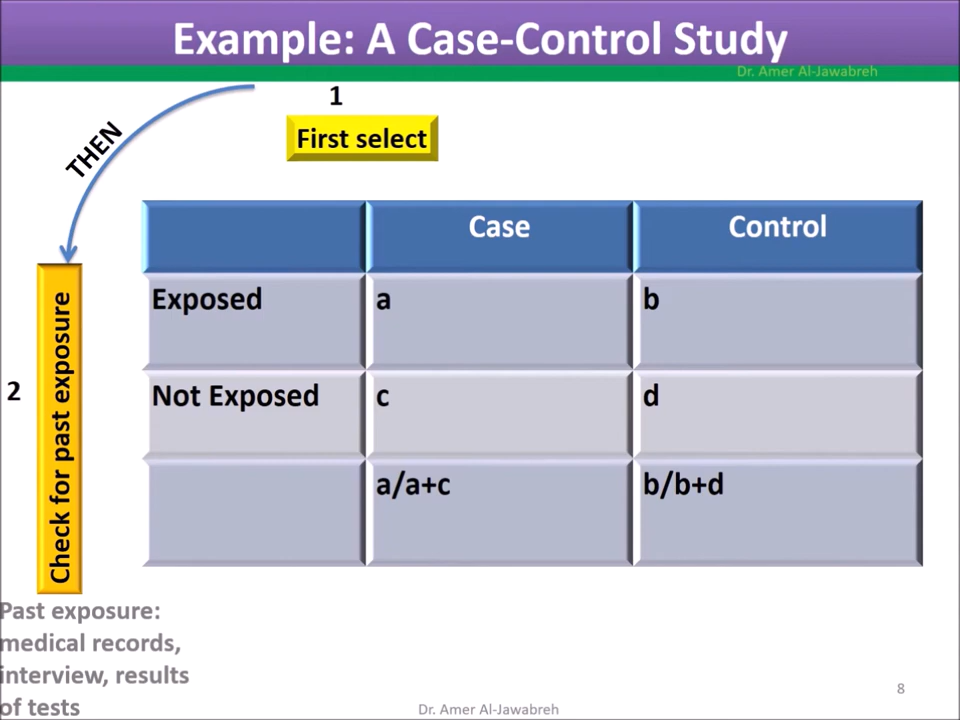 Example: A Case-Control Study
Dr. Amer Al-Jawabreh
1
First select
THEN
Case Control
Exposed a b
Not Exposed c d
a/a+c b/b+d
2
Check for past exposure
Past exposure:
medical records,
interview, results
of tests
Dr. Amer Al-Jawabreh
8